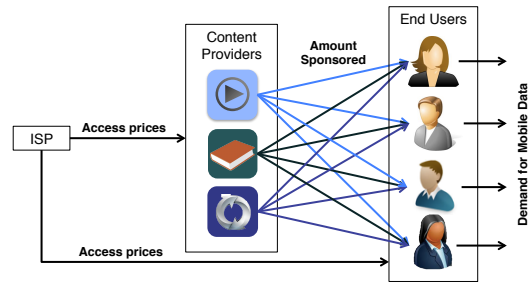 Content
Providers
Amount
Sponsored
End Users
ISP
Access prices
Access prices
Demand for Mobile Data